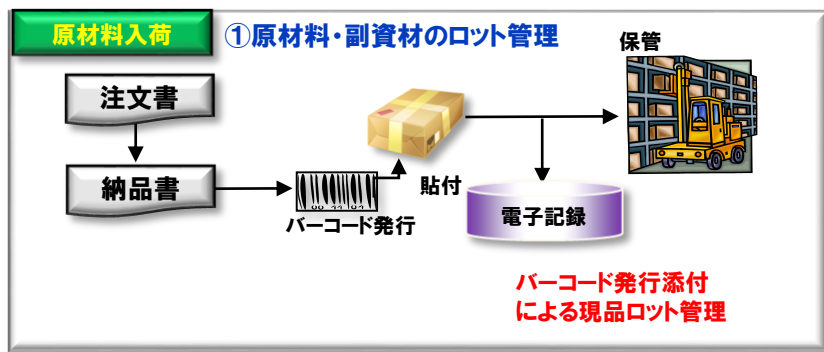 原材料入荷
①原材料・副資材のロット管理
保管
注文書
納品書
貼付
バーコード発行
電子記録
バーコード発行添付
による現品ロット管理